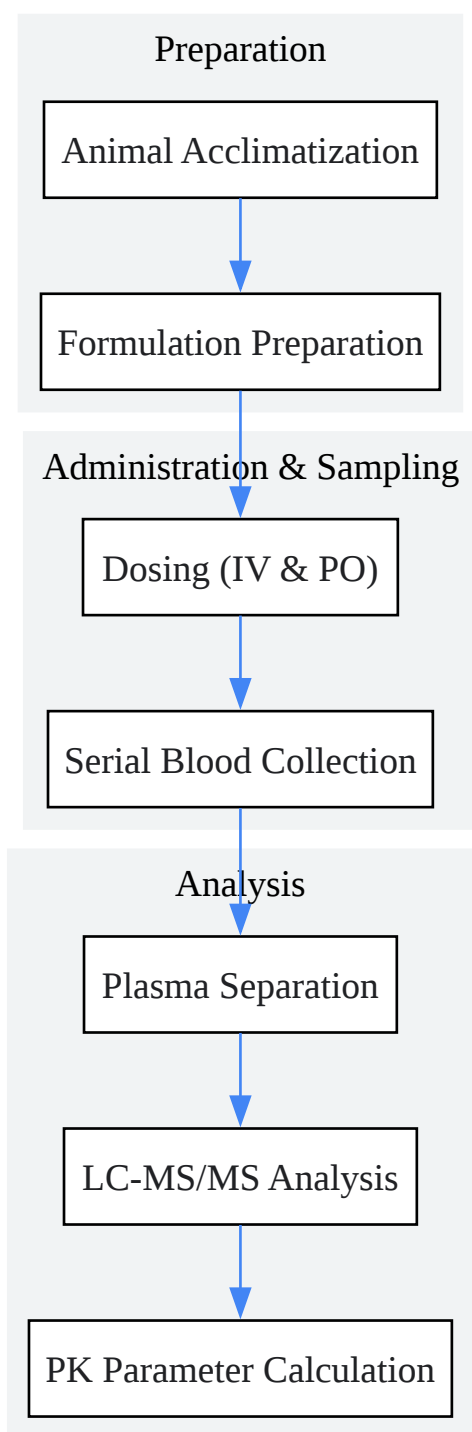 Preparation
Animal Acclimatization
Formulation Preparation
Administration & Sampling
Dosing (IV & PO)
Serial Blood Collection
Analysis
Plasma Separation
LC-MS/MS Analysis
PK Parameter Calculation